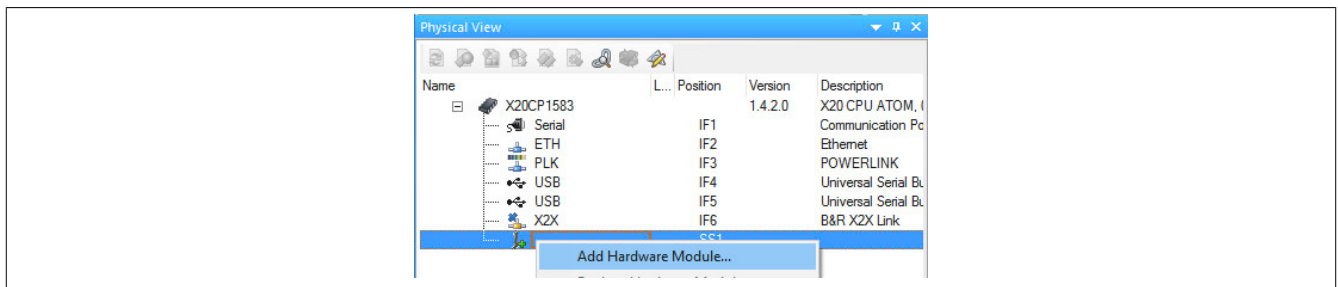 Physical View
Name L... Position Version Description
X20CP1583 1.4.2.0 X20 CPU ATOM, (
Serial IF1 Communication Po
ETH IF2 Ethernet
PLK IF3 POWERLINK
USB IF4 Universal Serial Bu
USB IF5 Universal Serial Bu
X2X IF6 B&R X2X Link
SS1
Add Hardware Module...